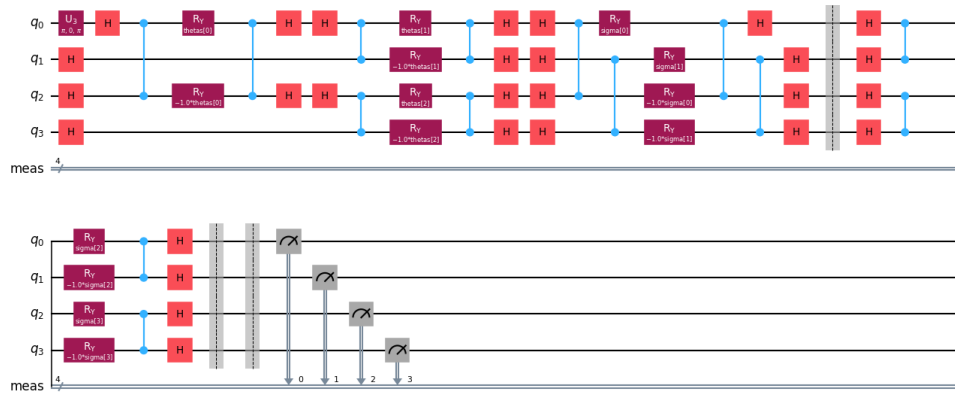 q0 U3 π, 0, π H RY thetas[0] H H RY thetas[1] H H RY sigma[0] H H
q1 H RY -1.0*thetas[1] H H RY sigma[1] H H
q2 H RY -1.0*thetas[0] H H RY thetas[2] H H RY -1.0*sigma[0] H H
q3 H RY -1.0*thetas[2] H H RY -1.0*sigma[1] H H
meas 4
q0 RY sigma[2] H
q1 RY -1.0*sigma[2] H
q2 RY sigma[3] H
q3 RY -1.0*sigma[3] H
meas 4 0 1 2 3